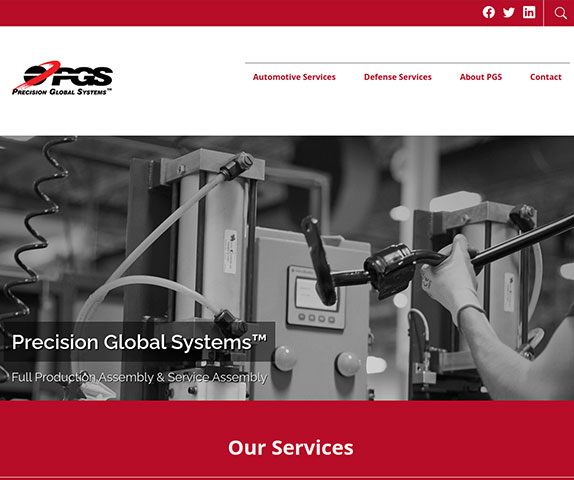 PGS
PRECISION GLOBAL SYSTEMS™
Automotive Services Defense Services About PGS Contact
Precision Global Systems™
Full Production Assembly & Service Assembly
Our Services